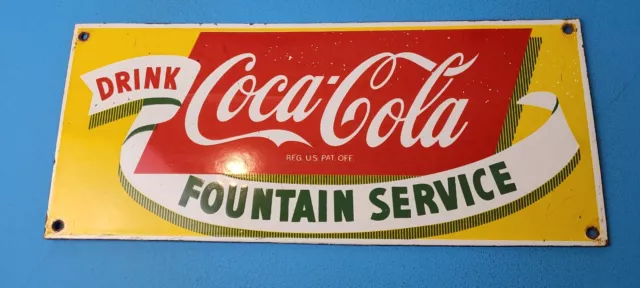 DRINK
Coca-Cola
REG. U.S. PAT. OFF.
FOUNTAIN SERVICE